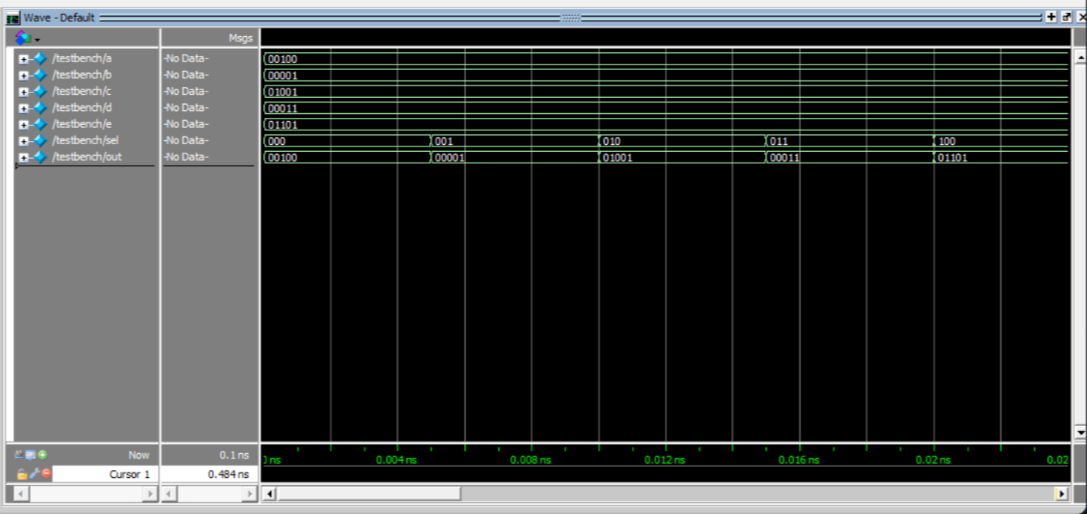 Wave - Default
Msgs
/testbench/a -No Data- 00100
/testbench/b -No Data- 00001
/testbench/c -No Data- 01001
/testbench/d -No Data- 00011
/testbench/e -No Data- 01101
/testbench/sel -No Data- 000 001 010 011 100
/testbench/out -No Data- 00100 00001 01001 00011 01101
Now 0.1 ns ns 0.004 ns 0.008 ns 0.012 ns 0.016 ns 0.02 ns 0.02
Cursor 1 0.484 ns